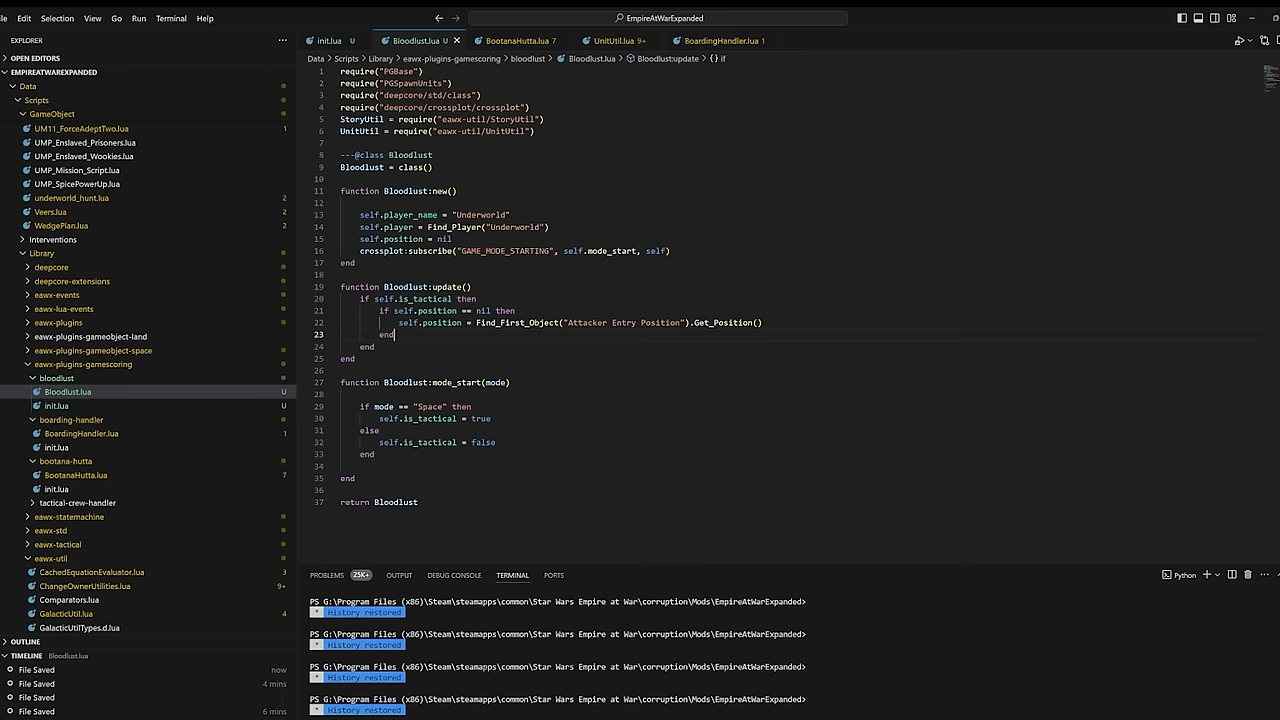 le Edit Selection View Go Run Terminal Help
EmpireAtWarExpanded
EXPLORER
init.lua U
Bloodlust.lua U
BootanaHutta.lua 7
UnitUtil.lua 9+
BoardingHandler.lua 1
OPEN EDITORS
Data > Scripts > Library > eawx-plugins-gamescoring > bloodlust > Bloodlust.lua > Bloodlust:update > {} if
EMPIREATWAREXPANDED
Data
Scripts
GameObject
UM11_ForceAdeptTwo.lua 1
UMP_Enslaved_Prisoners.lua
UMP_Enslaved_Wookies.lua
UMP_Mission_Script.lua
UMP_SpicePowerUp.lua
underworld_hunt.lua 2
Veers.lua 2
WedgePlan.lua 2
Interventions
Library
deepcore
deepcore-extensions
eawx-events
eawx-lua-events
eawx-plugins
eawx-plugins-gameobject-land
eawx-plugins-gameobject-space
eawx-plugins-gamescoring
bloodlust
Bloodlust.lua U
init.lua U
boarding-handler
BoardingHandler.lua 1
init.lua
bootana-hutta
BootanaHutta.lua 7
init.lua
tactical-crew-handler
eawx-statemachine
eawx-std
eawx-tactical
eawx-util
CachedEquationEvaluator.lua 3
ChangeOwnerUtilities.lua 9+
Comparators.lua
GalacticUtil.lua 4
GalacticUtilTypes.d.lua
OUTLINE
TIMELINE Bloodlust.lua
File Saved now
File Saved 4 mins
File Saved
File Saved 6 mins
1 require("PGBase")
2 require("PGSpawnUnits")
3 require("deepcore/std/class")
4 require("deepcore/crossplot/crossplot")
5 StoryUtil = require("eawx-util/StoryUtil")
6 UnitUtil = require("eawx-util/UnitUtil")
7
8 ---@class Bloodlust
9 Bloodlust = class()
10
11 function Bloodlust:new()
12
13 self.player_name = "Underworld"
14 self.player = Find_Player("Underworld")
15 self.position = nil
16 crossplot:subscribe("GAME_MODE_STARTING", self.mode_start, self)
17 end
18
19 function Bloodlust:update()
20 if self.is_tactical then
21 if self.position == nil then
22 self.position = Find_First_Object("Attacker Entry Position").Get_Position()
23 end
24 end
25 end
26
27 function Bloodlust:mode_start(mode)
28
29 if mode == "Space" then
30 self.is_tactical = true
31 else
32 self.is_tactical = false
33 end
34
35 end
36
37 return Bloodlust
PROBLEMS 25K+ OUTPUT DEBUG CONSOLE TERMINAL PORTS
Python
PS G:\Program Files (x86)\Steam\steamapps\common\Star Wars Empire at War\corruption\Mods\EmpireAtWarExpanded>
* History restored
PS G:\Program Files (x86)\Steam\steamapps\common\Star Wars Empire at War\corruption\Mods\EmpireAtWarExpanded>
* History restored
PS G:\Program Files (x86)\Steam\steamapps\common\Star Wars Empire at War\corruption\Mods\EmpireAtWarExpanded>
* History restored
PS G:\Program Files (x86)\Steam\steamapps\common\Star Wars Empire at War\corruption\Mods\EmpireAtWarExpanded>
* History restored